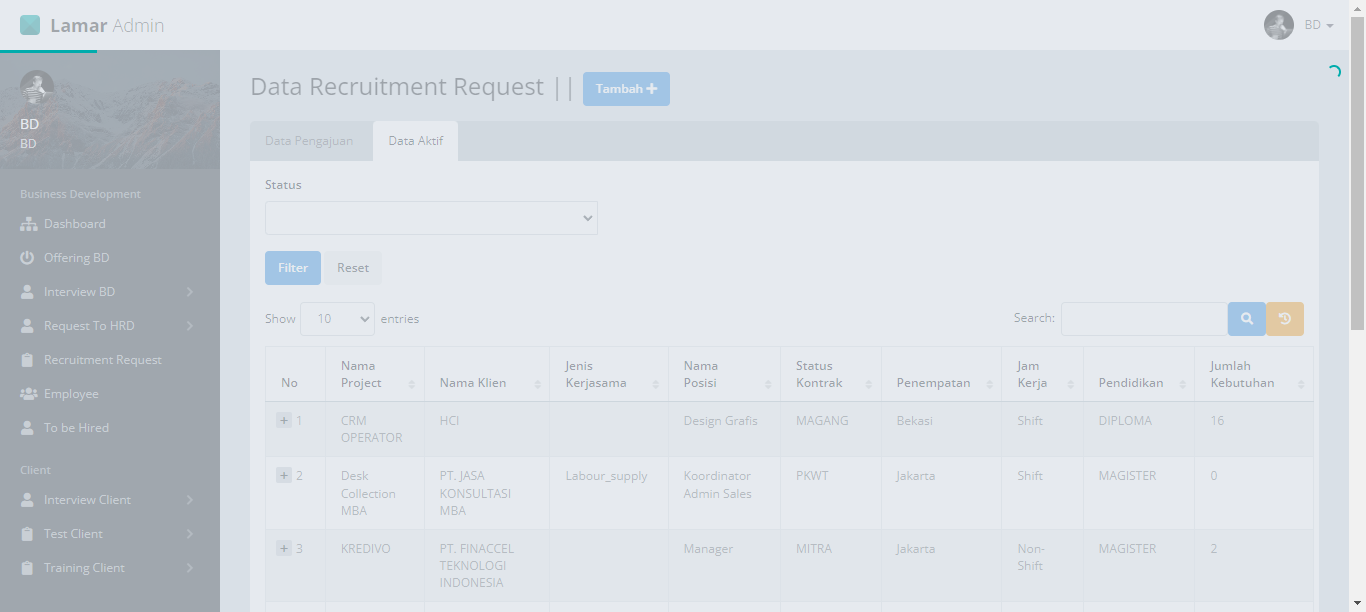 Lamar Admin
BD
BD
BD
Business Development
Dashboard
Offering BD
Interview BD
Request To HRD
Recruitment Request
Employee
To be Hired
Client
Interview Client
Test Client
Training Client
Data Recruitment Request || Tambah +
Data Pengajuan Data Aktif
Status
Filter Reset
Show 10 entries Search:
No Nama Project Nama Klien Jenis Kerjasama Nama Posisi Status Kontrak Penempatan Jam Kerja Pendidikan Jumlah Kebutuhan
+ 1 CRM OPERATOR HCI Design Grafis MAGANG Bekasi Shift DIPLOMA 16
+ 2 Desk Collection MBA PT. JASA KONSULTASI MBA Labour_supply Koordinator Admin Sales PKWT Jakarta Shift MAGISTER 0
+ 3 KREDIVO PT. FINACCEL TEKNOLOGI INDONESIA Manager MITRA Jakarta Non-Shift MAGISTER 2